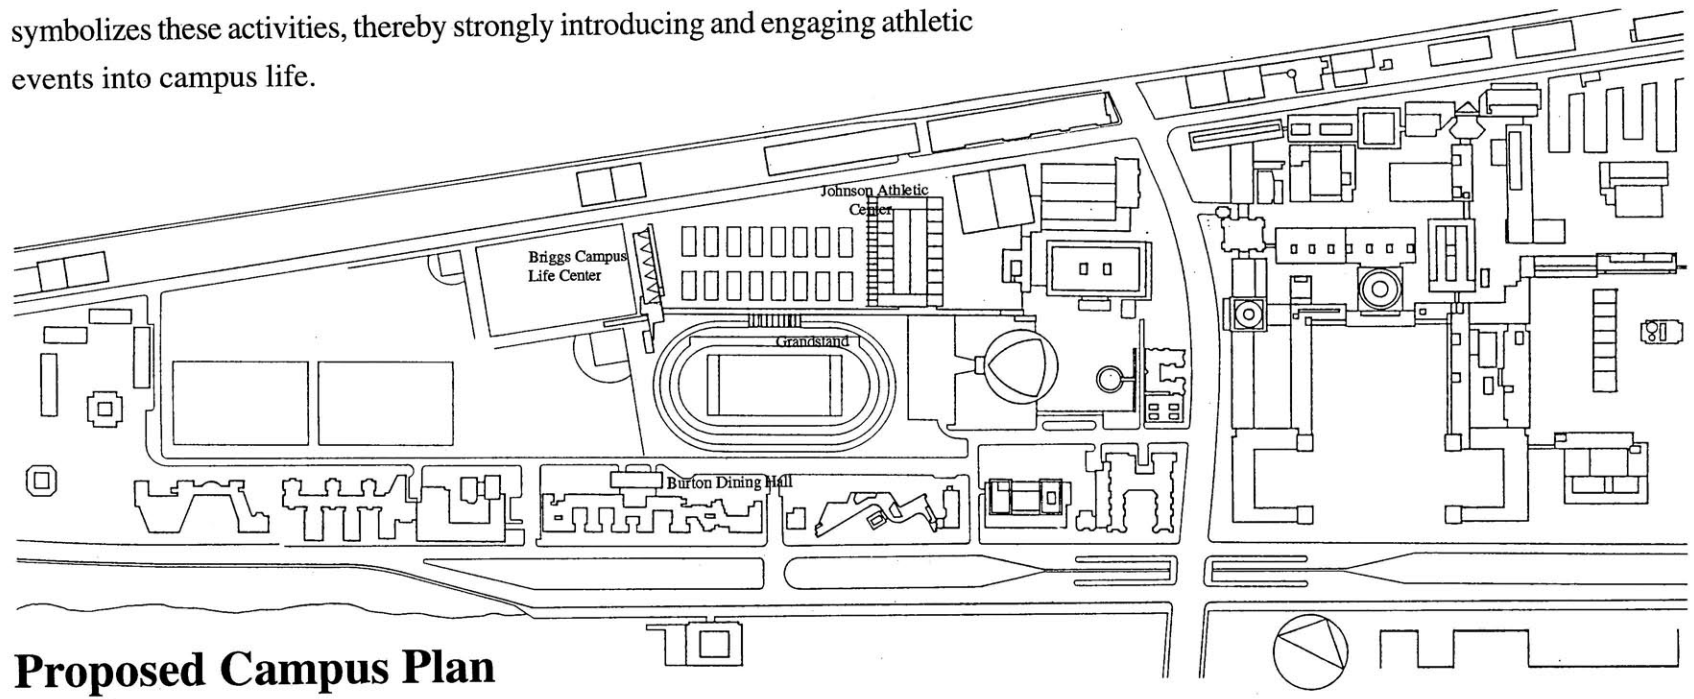 symbolizes these activities, thereby strongly introducing and engaging athletic
events into campus life.
Johnson Athletic
Center
Briggs Campus
Life Center
Grandstand
Burton Dining Hall
Proposed Campus Plan